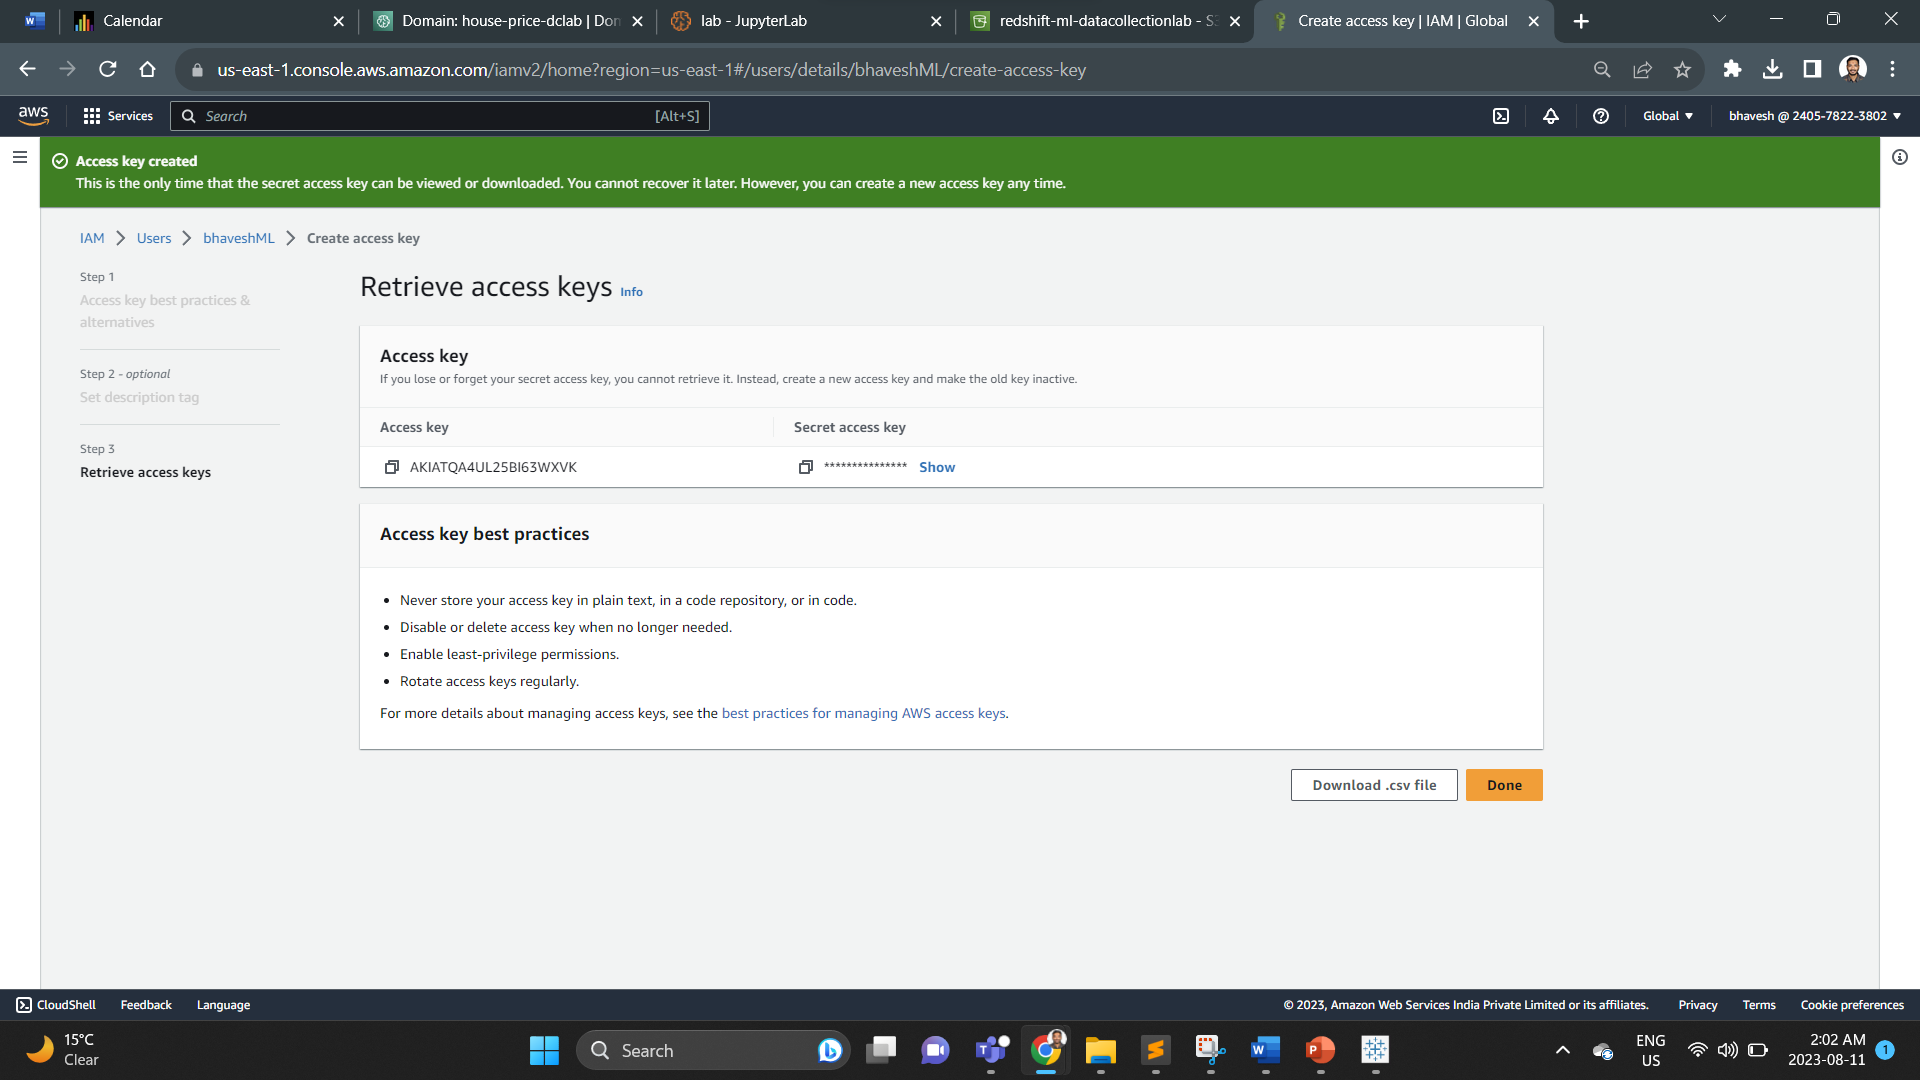 Calendar
Domain: house-price-dclab | Don
lab - JupyterLab
redshift-ml-datacollectionlab - S3
Create access key | IAM | Global
us-east-1.console.aws.amazon.com/iamv2/home?region=us-east-1#/users/details/bhaveshML/create-access-key
aws
Services
Search
[Alt+S]
Global
bhavesh @ 2405-7822-3802
Access key created
This is the only time that the secret access key can be viewed or downloaded. You cannot recover it later. However, you can create a new access key any time.
IAM > Users > bhaveshML > Create access key
Step 1
Access key best practices &
alternatives
Step 2 - optional
Set description tag
Step 3
Retrieve access keys
Retrieve access keys Info
Access key
If you lose or forget your secret access key, you cannot retrieve it. Instead, create a new access key and make the old key inactive.
Access key
Secret access key
AKIATQA4UL25BI63WXVK
*************** Show
Access key best practices
• Never store your access key in plain text, in a code repository, or in code.
• Disable or delete access key when no longer needed.
• Enable least-privilege permissions.
• Rotate access keys regularly.
For more details about managing access keys, see the best practices for managing AWS access keys.
Download .csv file
Done
CloudShell
Feedback
Language
© 2023, Amazon Web Services India Private Limited or its affiliates.
Privacy
Terms
Cookie preferences
15°C
Clear
Search
ENG
US
2:02 AM
2023-08-11
1